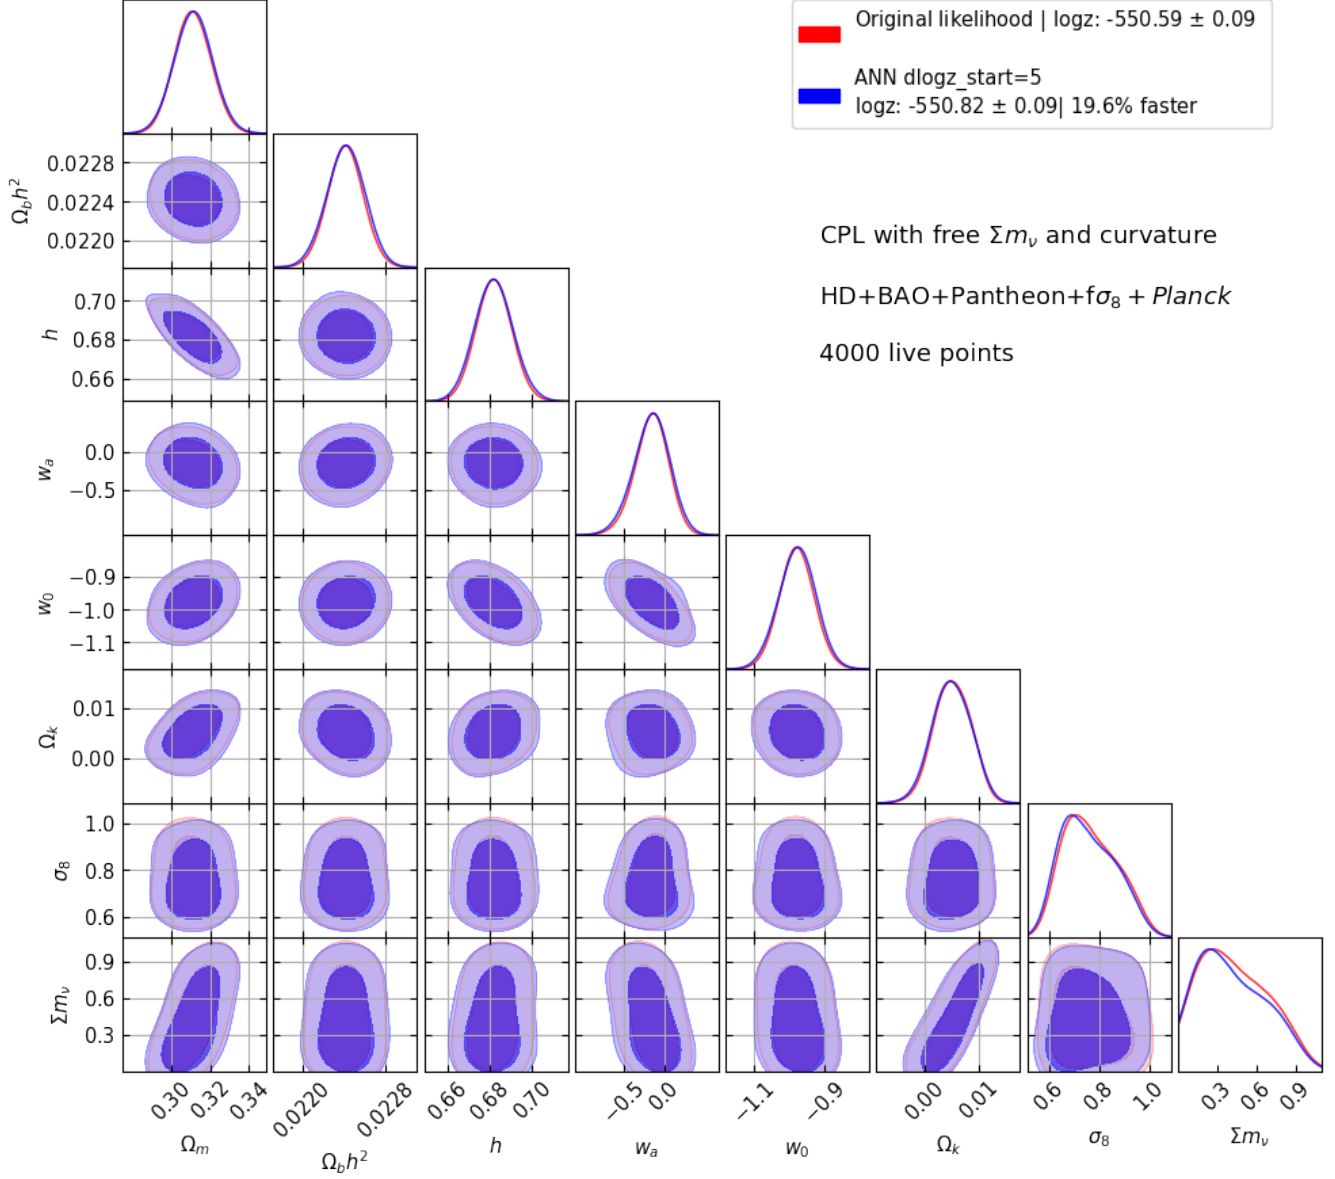 Original likelihood | logz: -550.59 ± 0.09
ANN dlogz_start=5
logz: -550.82 ± 0.09| 19.6% faster
CPL with free Σmν and curvature
HD+BAO+Pantheon+fσ8 + Planck
4000 live points
Ωbh²
0.0228
0.0224
0.0220
h
0.70
0.68
0.66
wa
0.0
−0.5
w0
−0.9
−1.0
−1.1
Ωk
0.01
0.00
σ8
1.0
0.8
0.6
Σmν
0.9
0.6
0.3
0.30 0.32 0.34 0.0220 0.0228 0.66 0.68 0.70 −0.5 0.0 −1.1 −0.9 0.00 0.01 0.6 0.8 1.0 0.3 0.6 0.9
Ωm Ωbh² h wa w0 Ωk σ8 Σmν